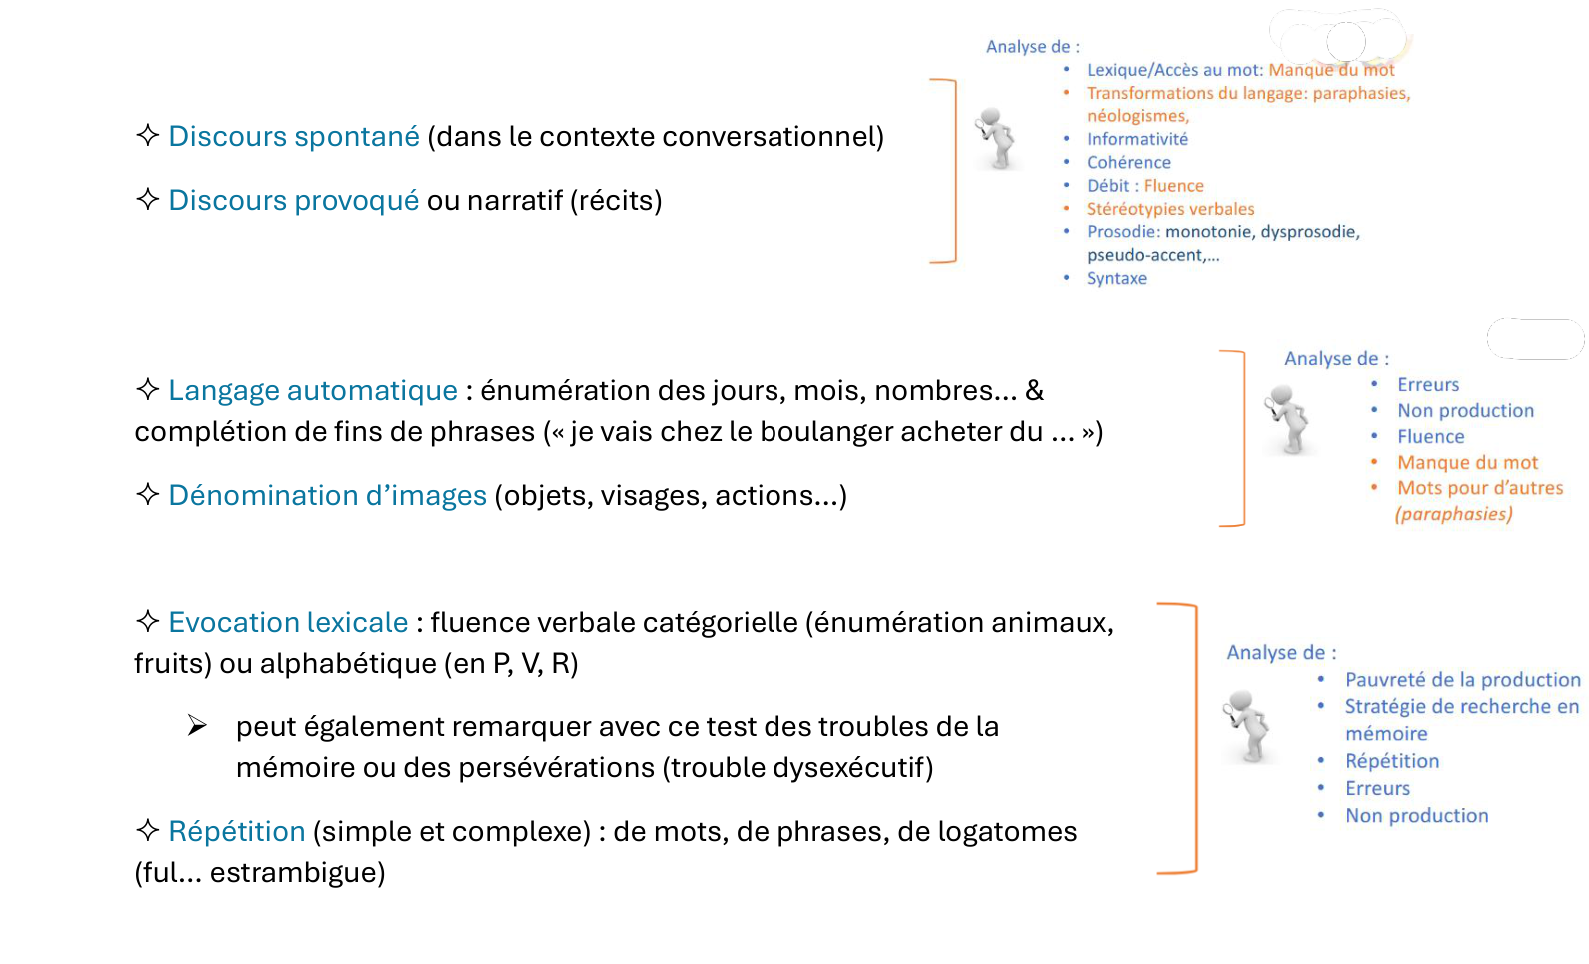 ✧ Discours spontané (dans le contexte conversationnel)
✧ Discours provoqué ou narratif (récits)
Analyse de :
• Lexique/Accès au mot: Manque du mot
• Transformations du langage: paraphasies,
néologismes,
• Informativité
• Cohérence
• Débit : Fluence
• Stéréotypies verbales
• Prosodie: monotonie, dysprosodie,
pseudo-accent,...
• Syntaxe
✧ Langage automatique : énumération des jours, mois, nombres... &
complétion de fins de phrases (« je vais chez le boulanger acheter du ... »)
✧ Dénomination d’images (objets, visages, actions...)
Analyse de :
• Erreurs
• Non production
• Fluence
• Manque du mot
• Mots pour d’autres
(paraphasies)
✧ Evocation lexicale : fluence verbale catégorielle (énumération animaux,
fruits) ou alphabétique (en P, V, R)
➢ peut également remarquer avec ce test des troubles de la
mémoire ou des persévérations (trouble dysexécutif)
✧ Répétition (simple et complexe) : de mots, de phrases, de logatomes
(ful... estrambigue)
Analyse de :
• Pauvreté de la production
• Stratégie de recherche en
mémoire
• Répétition
• Erreurs
• Non production